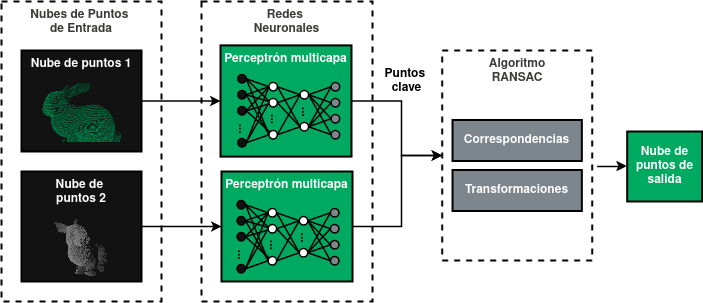 Nubes de Puntos
de Entrada
Nube de puntos 1
Nube de
puntos 2
Redes
Neuronales
Perceptrón multicapa
Perceptrón multicapa
Puntos
clave
Algoritmo
RANSAC
Correspondencias
Transformaciones
Nube de
puntos de
salida